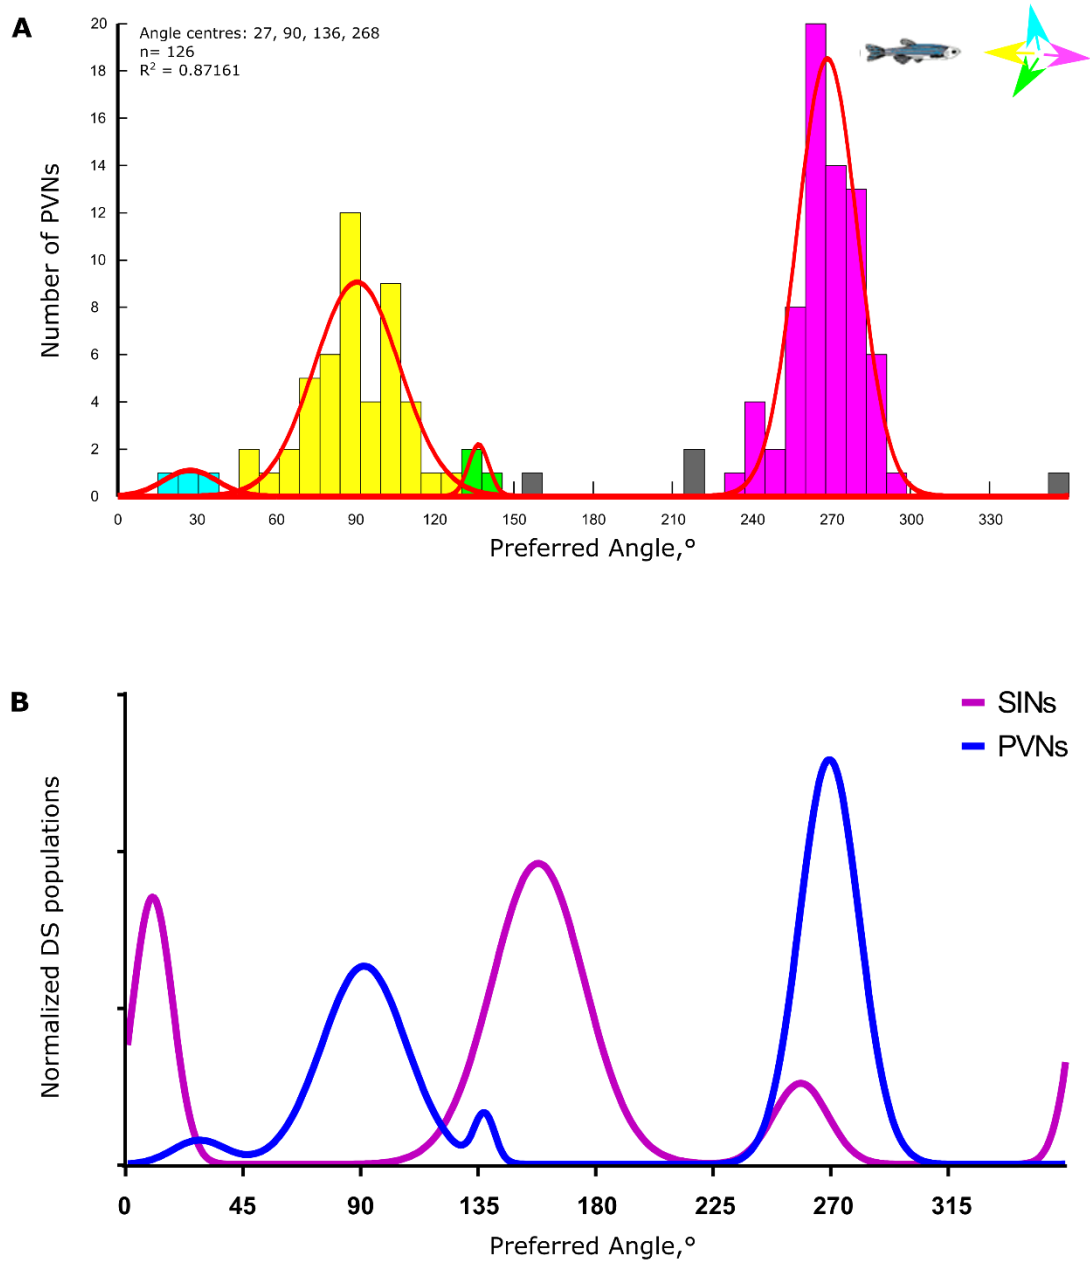 A
Angle centres: 27, 90, 136, 268
n= 126
R² = 0.87161
Number of PVNs
20
18
16
14
12
10
8
6
4
2
0
0 30 60 90 120 150 180 210 240 270 300 330
Preferred Angle,°
B
SINs
PVNs
Normalized DS populations
0 45 90 135 180 225 270 315
Preferred Angle,°